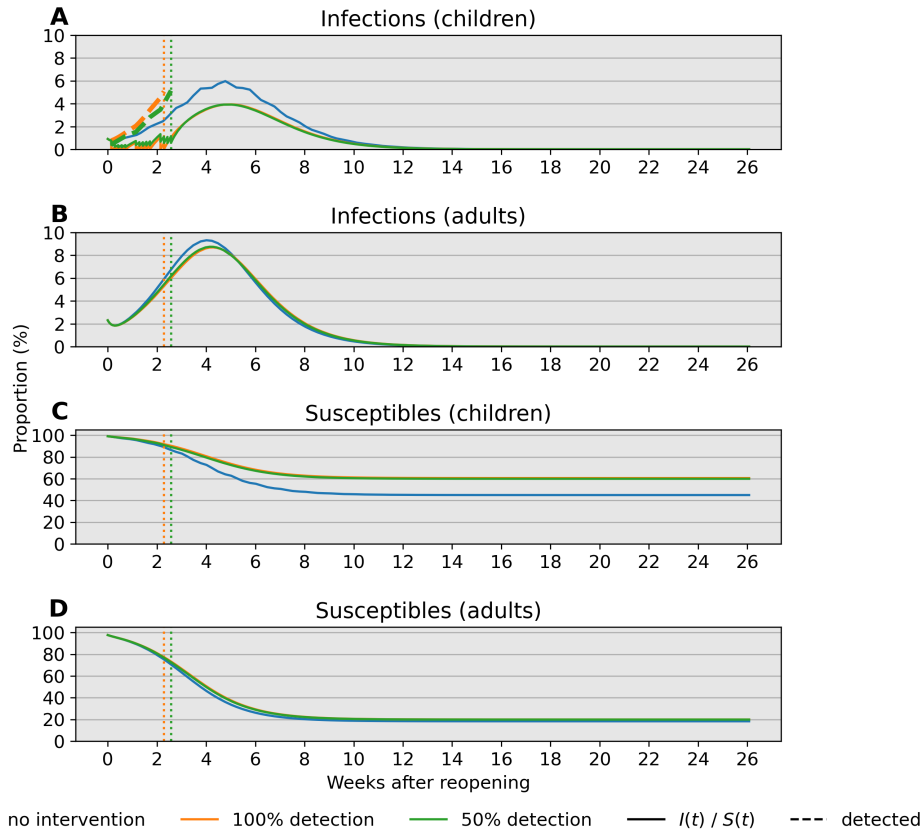 A
Infections (children)
10
8
6
4
2
0
0 2 4 6 8 10 12 14 16 18 20 22 24 26
B
Infections (adults)
10
8
6
4
2
0
0 2 4 6 8 10 12 14 16 18 20 22 24 26
Proportion (%)
C
Susceptibles (children)
100
80
60
40
20
0
0 2 4 6 8 10 12 14 16 18 20 22 24 26
D
Susceptibles (adults)
100
80
60
40
20
0
0 2 4 6 8 10 12 14 16 18 20 22 24 26
Weeks after reopening
no intervention 100% detection 50% detection I(t) / S(t) detected